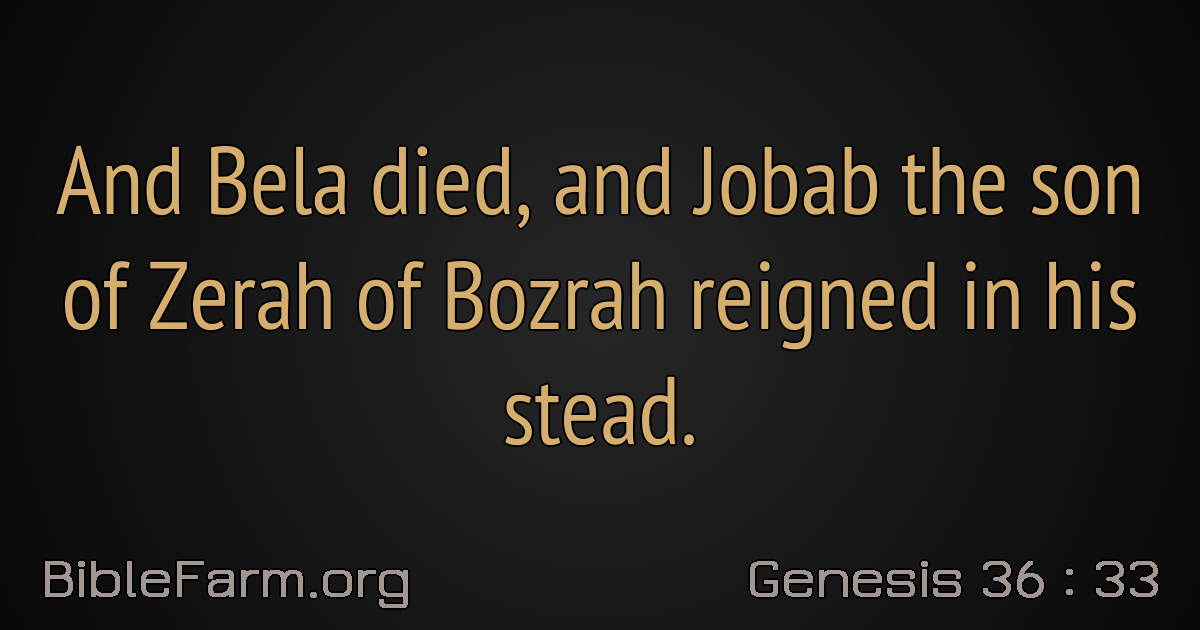 And Bela died, and Jobab the son
of Zerah of Bozrah reigned in his
stead.
BibleFarm.org
Genesis 36 : 33